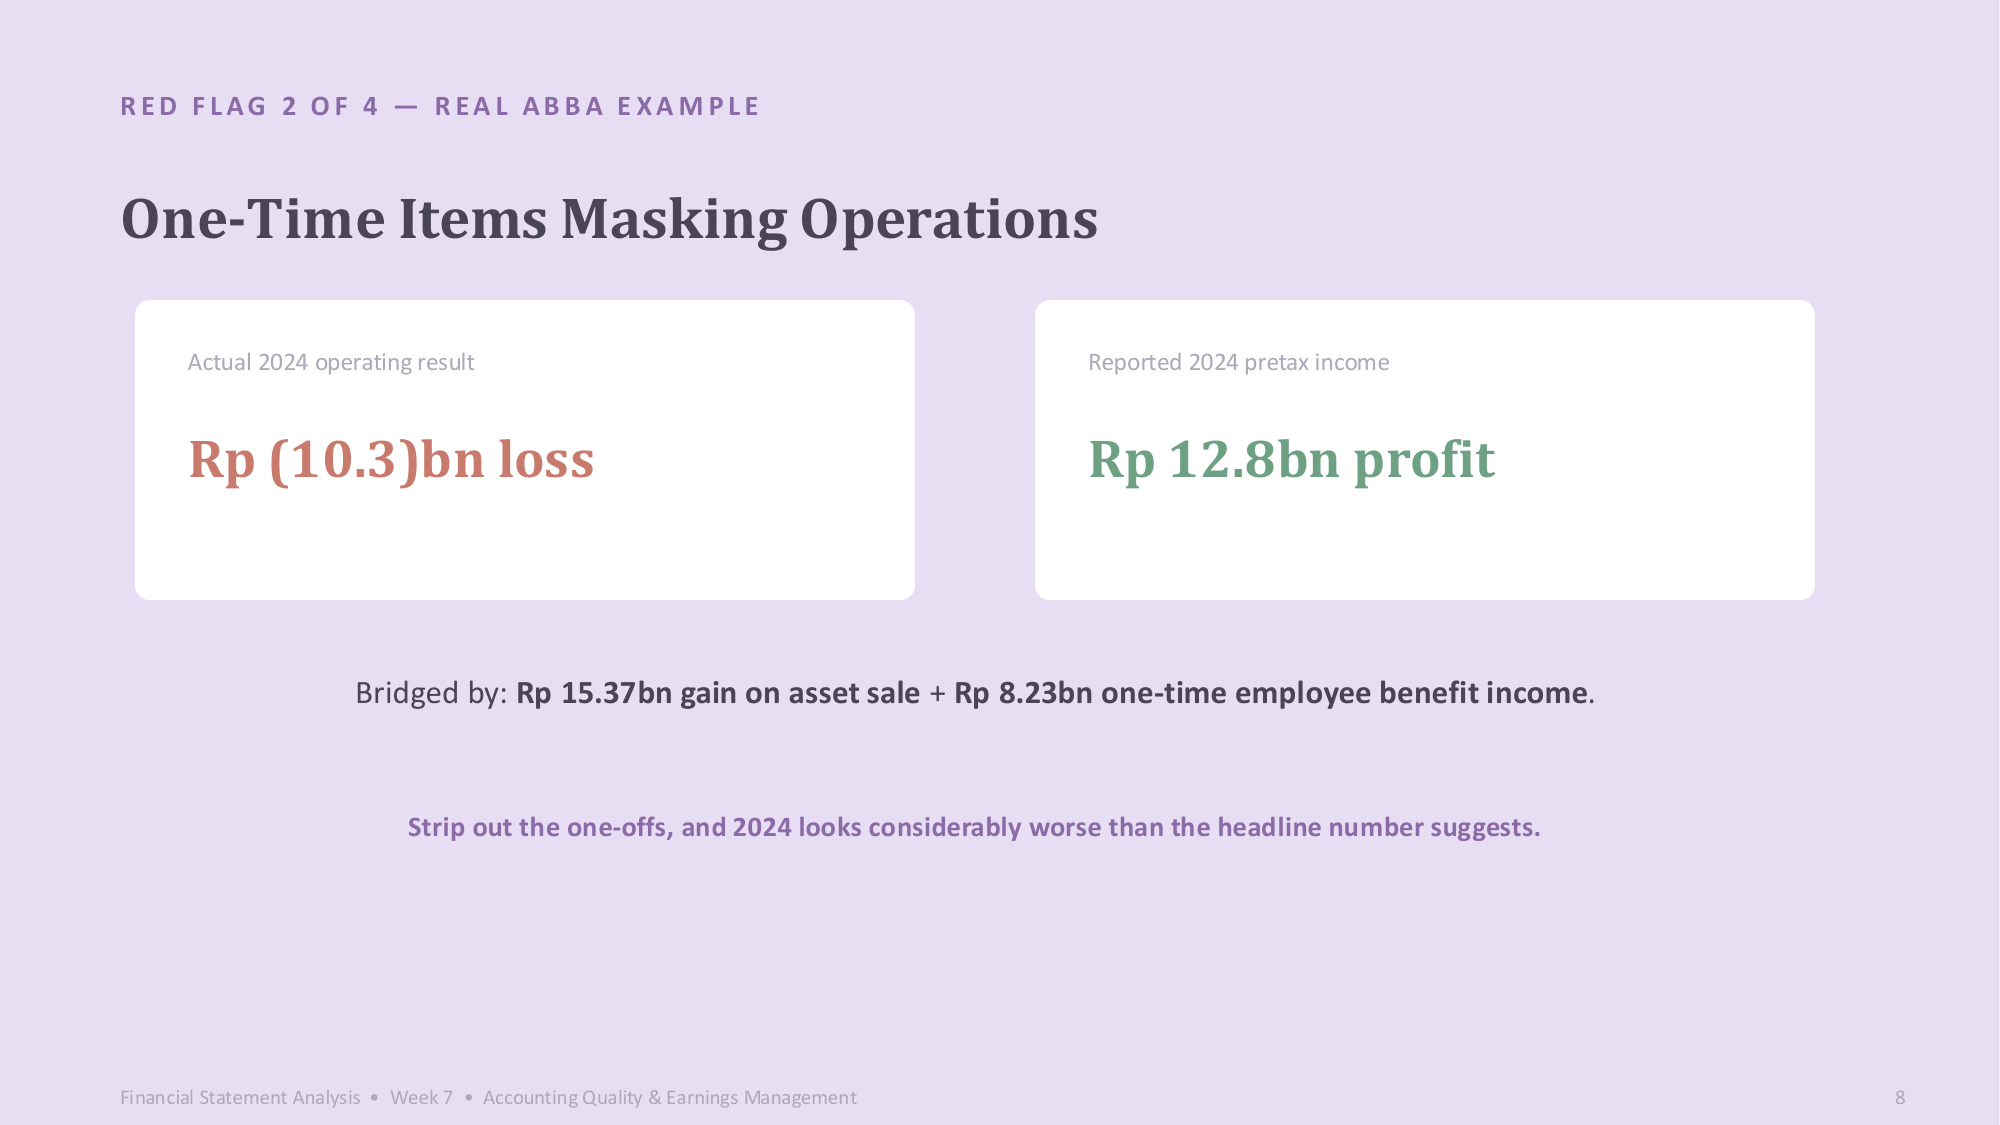 RED FLAG 2 OF 4 — REAL ABBA EXAMPLE
One-Time Items Masking Operations
Actual 2024 operating result
Rp (10.3)bn loss
Reported 2024 pretax income
Rp 12.8bn profit
Bridged by: Rp 15.37bn gain on asset sale + Rp 8.23bn one-time employee benefit income.
Strip out the one-offs, and 2024 looks considerably worse than the headline number suggests.
Financial Statement Analysis • Week 7 • Accounting Quality & Earnings Management
8